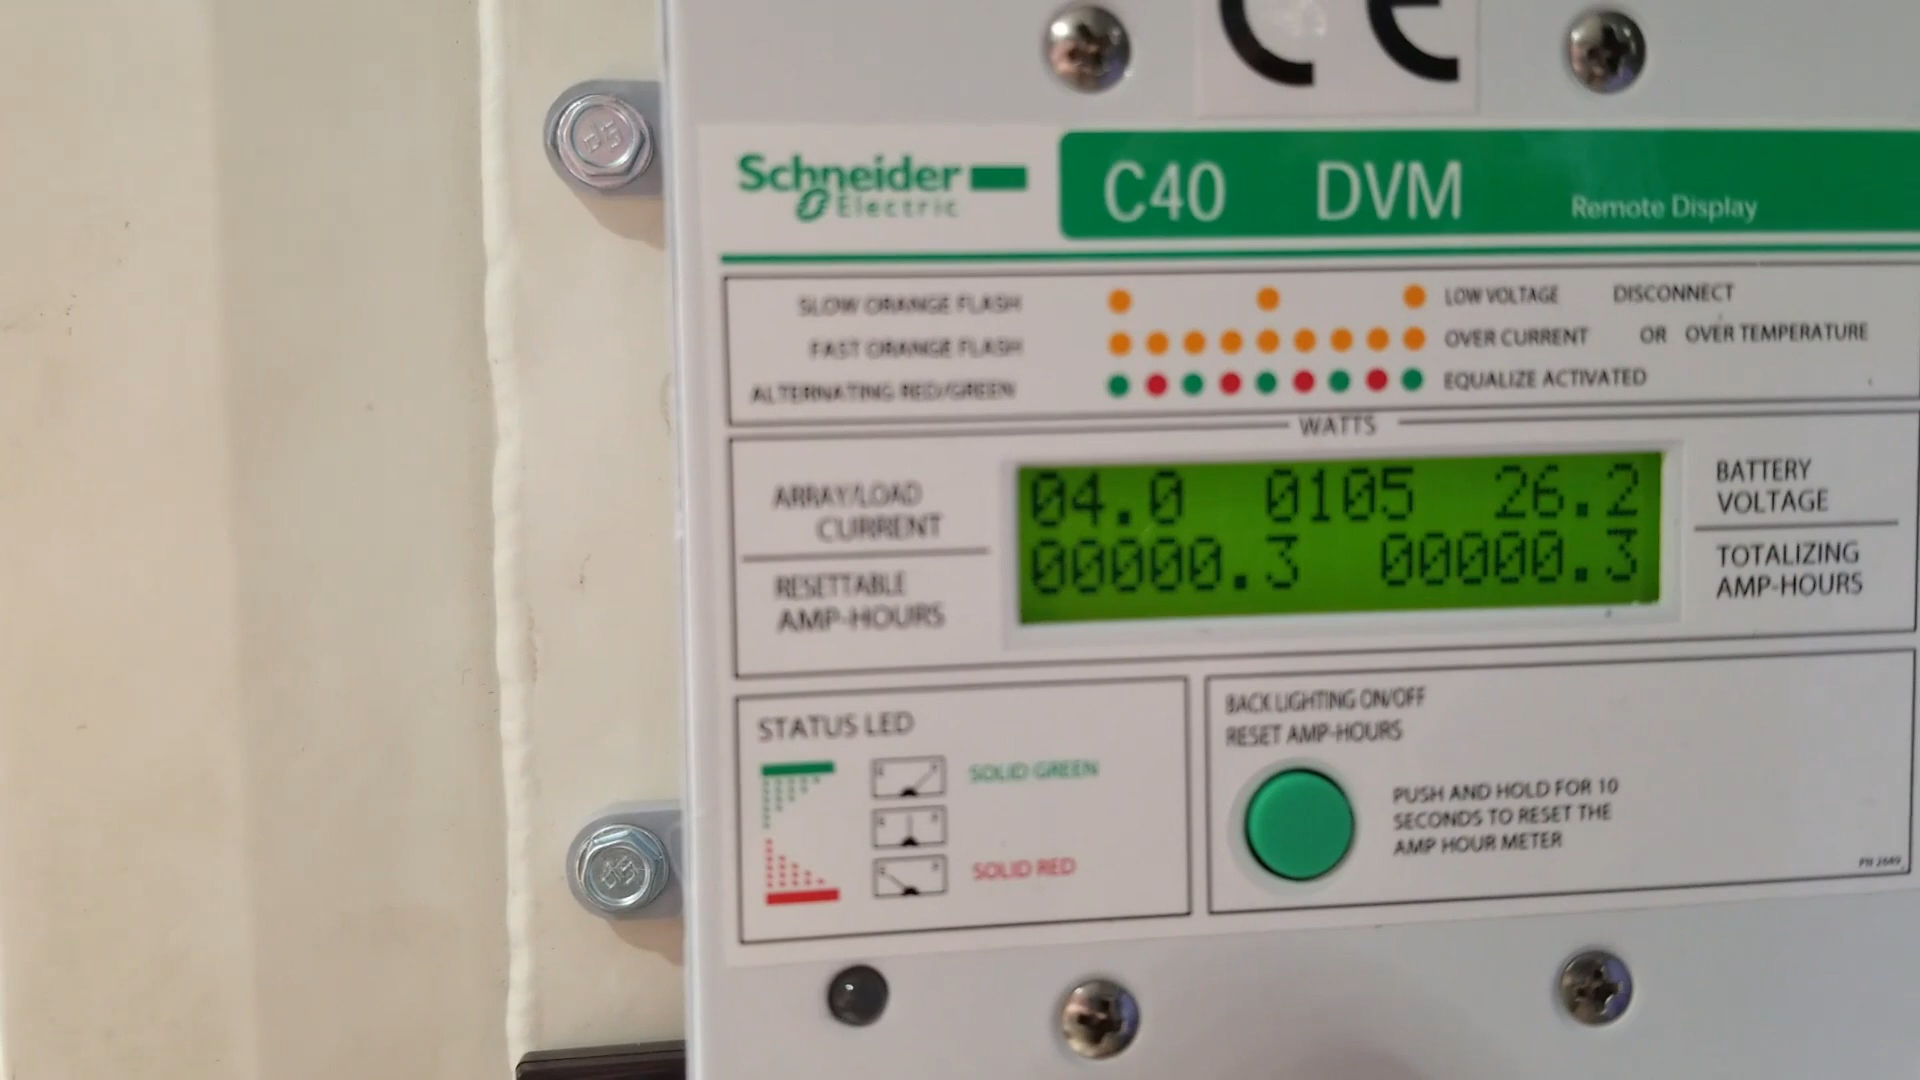 CE
Schneider
Electric
C40 DVM Remote Display
SLOW ORANGE FLASH LOW VOLTAGE DISCONNECT
FAST ORANGE FLASH OVER CURRENT OR OVER TEMPERATURE
ALTERNATING RED/GREEN EQUALIZE ACTIVATED
WATTS
ARRAY/LOAD
CURRENT
RESETTABLE
AMP-HOURS
04.0 0105 26.2
00000.3 00000.3
BATTERY
VOLTAGE
TOTALIZING
AMP-HOURS
STATUS LED
SOLID GREEN
SOLID RED
BACK LIGHTING ON/OFF
RESET AMP-HOURS
PUSH AND HOLD FOR 10
SECONDS TO RESET THE
AMP HOUR METER